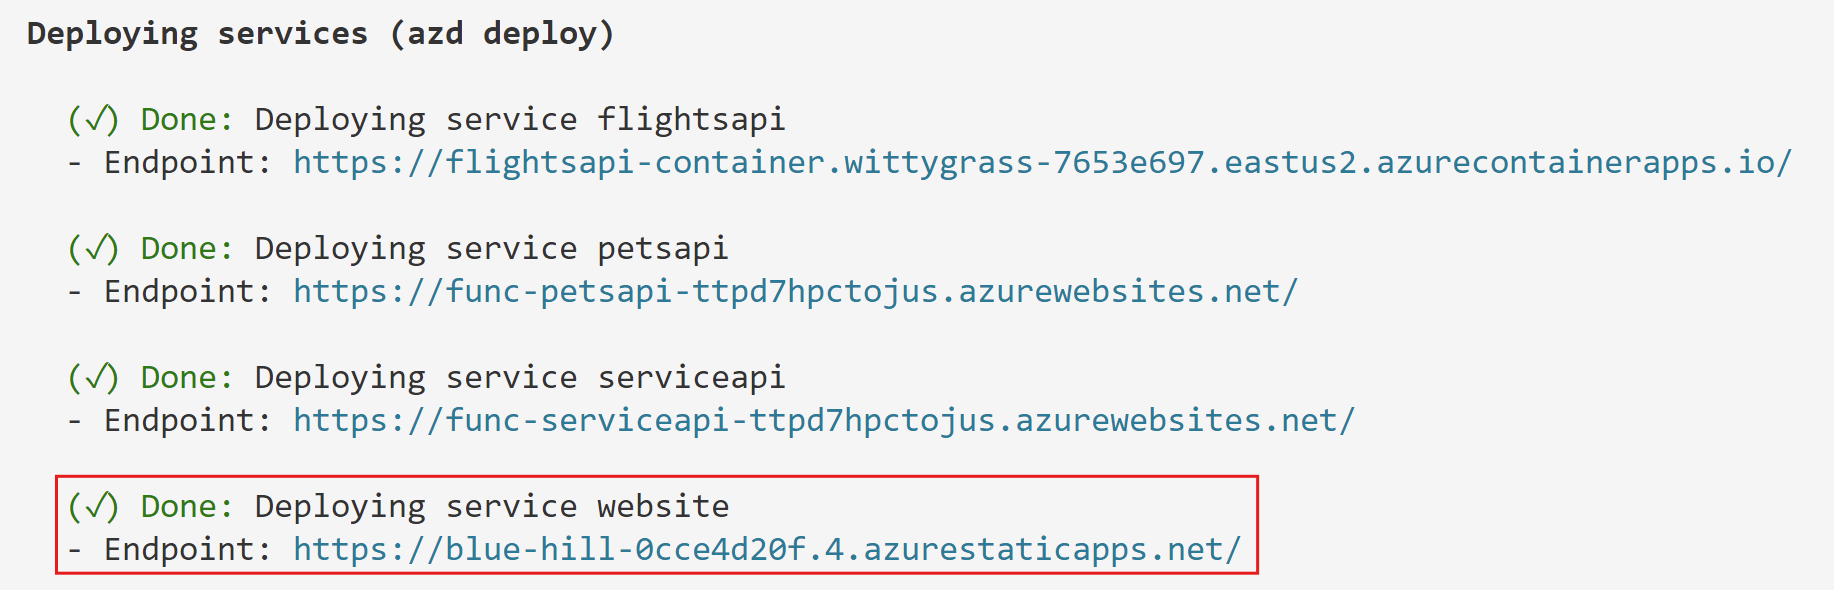 Deploying services (azd deploy)
(✓) Done: Deploying service flightsapi
- Endpoint: https://flightsapi-container.wittygrass-7653e697.eastus2.azurecontainerapps.io/
(✓) Done: Deploying service petsapi
- Endpoint: https://func-petsapi-ttpd7hpctojus.azurewebsites.net/
(✓) Done: Deploying service serviceapi
- Endpoint: https://func-serviceapi-ttpd7hpctojus.azurewebsites.net/
(✓) Done: Deploying service website
- Endpoint: https://blue-hill-0cce4d20f.4.azurestaticapps.net/